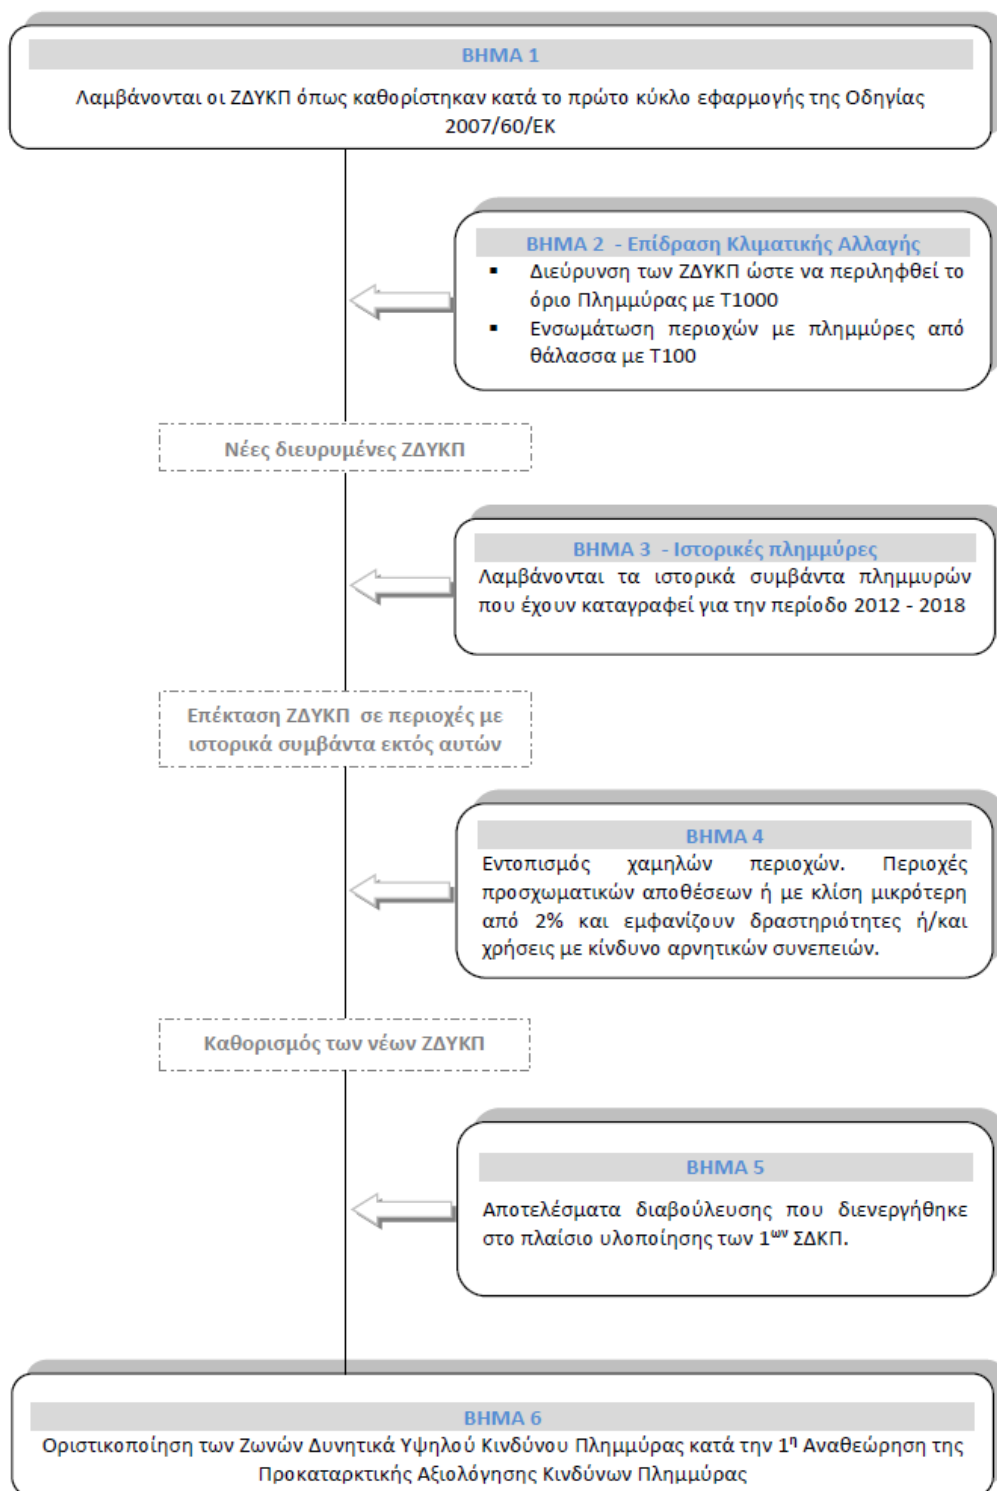 ΒΗΜΑ 1
Λαμβάνονται οι ΖΔΥΚΠ όπως καθορίστηκαν κατά το πρώτο κύκλο εφαρμογής της Οδηγίας
2007/60/ΕΚ
ΒΗΜΑ 2 - Επίδραση Κλιματικής Αλλαγής
▪ Διεύρυνση των ΖΔΥΚΠ ώστε να περιληφθεί το
όριο Πλημμύρας με Τ1000
▪ Ενσωμάτωση περιοχών με πλημμύρες από
θάλασσα με Τ100
Νέες διευρυμένες ΖΔΥΚΠ
ΒΗΜΑ 3 - Ιστορικές πλημμύρες
Λαμβάνονται τα ιστορικά συμβάντα πλημμυρών
που έχουν καταγραφεί για την περίοδο 2012 - 2018
Επέκταση ΖΔΥΚΠ σε περιοχές με
ιστορικά συμβάντα εκτός αυτών
ΒΗΜΑ 4
Εντοπισμός χαμηλών περιοχών. Περιοχές
προσχωματικών αποθέσεων ή με κλίση μικρότερη
από 2% και εμφανίζουν δραστηριότητες ή/και
χρήσεις με κίνδυνο αρνητικών συνεπειών.
Καθορισμός των νέων ΖΔΥΚΠ
ΒΗΜΑ 5
Αποτελέσματα διαβούλευσης που διενεργήθηκε
στο πλαίσιο υλοποίησης των 1ων ΣΔΚΠ.
ΒΗΜΑ 6
Οριστικοποίηση των Ζωνών Δυνητικά Υψηλού Κινδύνου Πλημμύρας κατά την 1η Αναθεώρηση της
Προκαταρκτικής Αξιολόγησης Κινδύνων Πλημμύρας